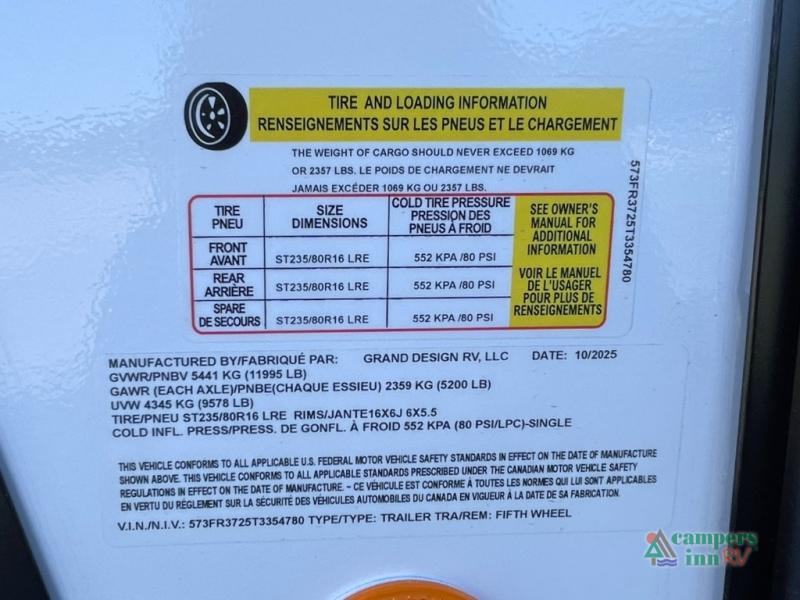 TIRE AND LOADING INFORMATION
RENSEIGNEMENTS SUR LES PNEUS ET LE CHARGEMENT
THE WEIGHT OF CARGO SHOULD NEVER EXCEED 1069 KG
OR 2357 LBS. LE POIDS DE CHARGEMENT NE DEVRAIT
JAMAIS EXCÉDER 1069 KG OU 2357 LBS.
TIRE
PNEU
SIZE
DIMENSIONS
COLD TIRE PRESSURE
PRESSION DES
PNEUS À FROID
FRONT
AVANT
ST235/80R16 LRE
552 KPA /80 PSI
REAR
ARRIÈRE
ST235/80R16 LRE
552 KPA /80 PSI
SPARE
DE SECOURS
ST235/80R16 LRE
552 KPA /80 PSI
SEE OWNER'S
MANUAL FOR
ADDITIONAL
INFORMATION
VOIR LE MANUEL
DE L'USAGER
POUR PLUS DE
RENSEIGNEMENTS
573FR3725T3354780
MANUFACTURED BY/FABRIQUÉ PAR: GRAND DESIGN RV, LLC DATE: 10/2025
GVWR/PNBV 5441 KG (11995 LB)
GAWR (EACH AXLE)/PNBE(CHAQUE ESSIEU) 2359 KG (5200 LB)
UVW 4345 KG (9578 LB)
TIRE/PNEU ST235/80R16 LRE RIMS/JANTE16X6J 6X5.5
COLD INFL. PRESS/PRESS. DE GONFL. À FROID 552 KPA (80 PSI/LPC)-SINGLE
THIS VEHICLE CONFORMS TO ALL APPLICABLE U.S. FEDERAL MOTOR VEHICLE SAFETY STANDARDS IN EFFECT ON THE DATE OF MANUFACTURE
SHOWN ABOVE. THIS VEHICLE CONFORMS TO ALL APPLICABLE STANDARDS PRESCRIBED UNDER THE CANADIAN MOTOR VEHICLE SAFETY
REGULATIONS IN EFFECT ON THE DATE OF MANUFACTURE. - CE VÉHICULE EST CONFORME À TOUTES LES NORMES QUI LUI SONT APPLICABLES
EN VERTU DU RÈGLEMENT SUR LA SÉCURITÉ DES VÉHICULES AUTOMOBILES DU CANADA EN VIGUEUR À LA DATE DE SA FABRICATION.
V.I.N./N.I.V.: 573FR3725T3354780 TYPE/TYPE: TRAILER TRA/REM: FIFTH WHEEL
campers
inn RV